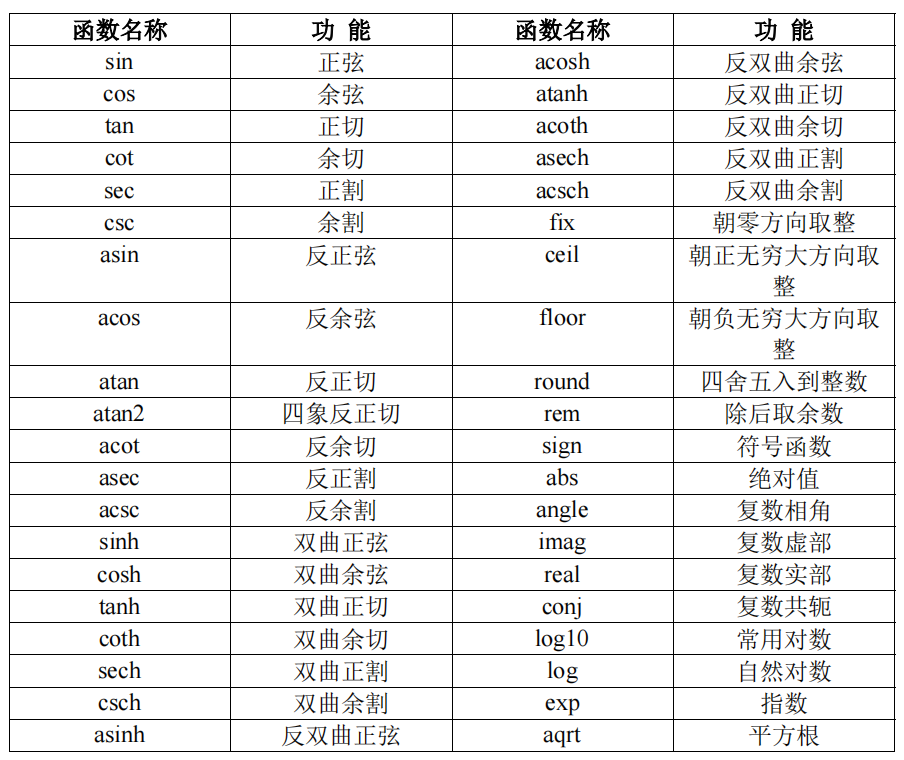 函数名称 功 能 函数名称 功 能
sin 正弦 acosh 反双曲余弦
cos 余弦 atanh 反双曲正切
tan 正切 acoth 反双曲余切
cot 余切 asech 反双曲正割
sec 正割 acsch 反双曲余割
csc 余割 fix 朝零方向取整
asin 反正弦 ceil 朝正无穷大方向取
整
acos 反余弦 floor 朝负无穷大方向取
整
atan 反正切 round 四舍五入到整数
atan2 四象反正切 rem 除后取余数
acot 反余切 sign 符号函数
asec 反正割 abs 绝对值
acsc 反余割 angle 复数相角
sinh 双曲正弦 imag 复数虚部
cosh 双曲余弦 real 复数实部
tanh 双曲正切 conj 复数共轭
coth 双曲余切 log10 常用对数
sech 双曲正割 log 自然对数
csch 双曲余割 exp 指数
asinh 反双曲正弦 aqrt 平方根